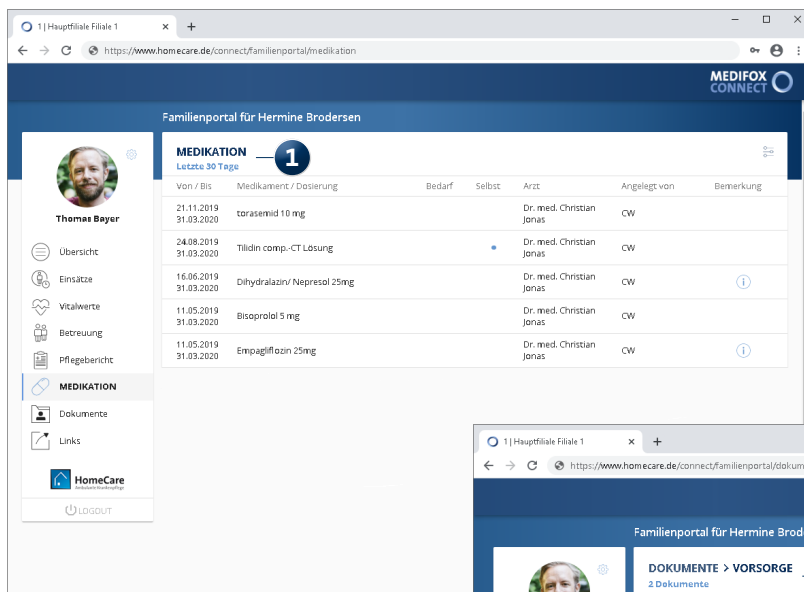 1 | Hauptfiliale Filiale 1
https://www.homecare.de/connect/familienportal/medikation
MEDIFOX
CONNECT
Familienportal für Hermine Brodersen
Thomas Bayer
Übersicht
Einsätze
Vitalwerte
Betreuung
Pflegebericht
MEDIKATION
Dokumente
Links
HomeCare
Ambulante Krankenpflege
LOGOUT
MEDIKATION
Letzte 30 Tage
1
Von / Bis Medikament / Dosierung Bedarf Selbst Arzt Angelegt von Bemerkung
21.11.2019
31.03.2020 torasemid 10 mg Dr. med. Christian Jonas CW
24.08.2019
31.03.2020 Tilidin comp.-CT Lösung Dr. med. Christian Jonas CW
16.06.2019
31.03.2020 Dihydralazin/ Nepresol 25mg Dr. med. Christian Jonas CW
11.05.2019
31.03.2020 Bisoprolol 5 mg Dr. med. Christian Jonas CW
11.05.2019
31.03.2020 Empagliflozin 25mg Dr. med. Christian Jonas CW
1 | Hauptfiliale Filiale 1
https://www.homecare.de/connect/familienportal/dokum
Familienportal für Hermine Brod
DOKUMENTE > VORSORGE
2 Dokumente